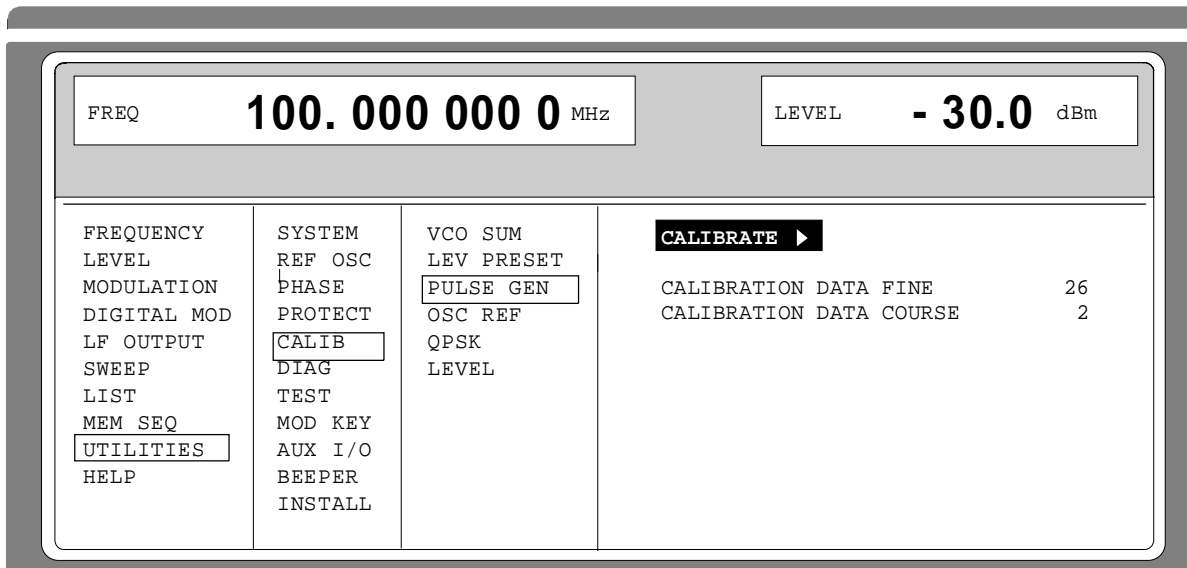 FREQ 100. 000 000 0 MHz
LEVEL - 30.0 dBm
FREQUENCY
LEVEL
MODULATION
DIGITAL MOD
LF OUTPUT
SWEEP
LIST
MEM SEQ
UTILITIES
HELP
SYSTEM
REF OSC
PHASE
PROTECT
CALIB
DIAG
TEST
MOD KEY
AUX I/O
BEEPER
INSTALL
VCO SUM
LEV PRESET
PULSE GEN
OSC REF
QPSK
LEVEL
CALIBRATE
CALIBRATION DATA FINE 26
CALIBRATION DATA COURSE 2